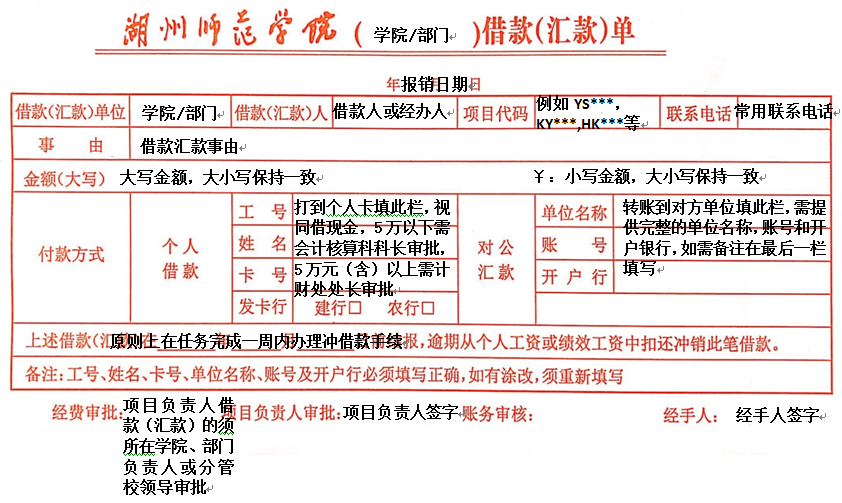 湖州师范学院(学院/部门)借款(汇款)单
年报销日期日
借款(汇款)单位 学院/部门 借款(汇款)人 借款人或经办人 项目代码 例如 YS***，KY***,HK***等 联系电话 常用联系电话
事 由 借款汇款事由
金额(大写) 大写金额，大小写保持一致 ￥：小写金额，大小写保持一致
付款方式
个人借款
工 号
姓 名
卡 号
发卡行 建行□ 农行□
打到个人卡填此栏，视
同借现金，5万以下需
会计核算科科长审批，
5万元（含）以上需计
财处处长审批
对公汇款
单位名称
账 号
开户行
转账到对方单位填此栏，需提
供完整的单位名称，账号和开
户银行，如需备注在最后一栏
填写
上述借款(汇 原则上在任务完成一周内办理冲借款手续 报,逾期从个人工资或绩效工资中扣还冲销此笔借款。
备注:工号、姓名、卡号、单位名称、账号及开户行必须填写正确,如有涂改,须重新填写
经费审批: 项目负责人审批:项目负责人签字 账务审核: 经手人: 经手人签字
项目负责人借
款（汇款）的须
所在学院、部门
负责人或分管
校领导审批